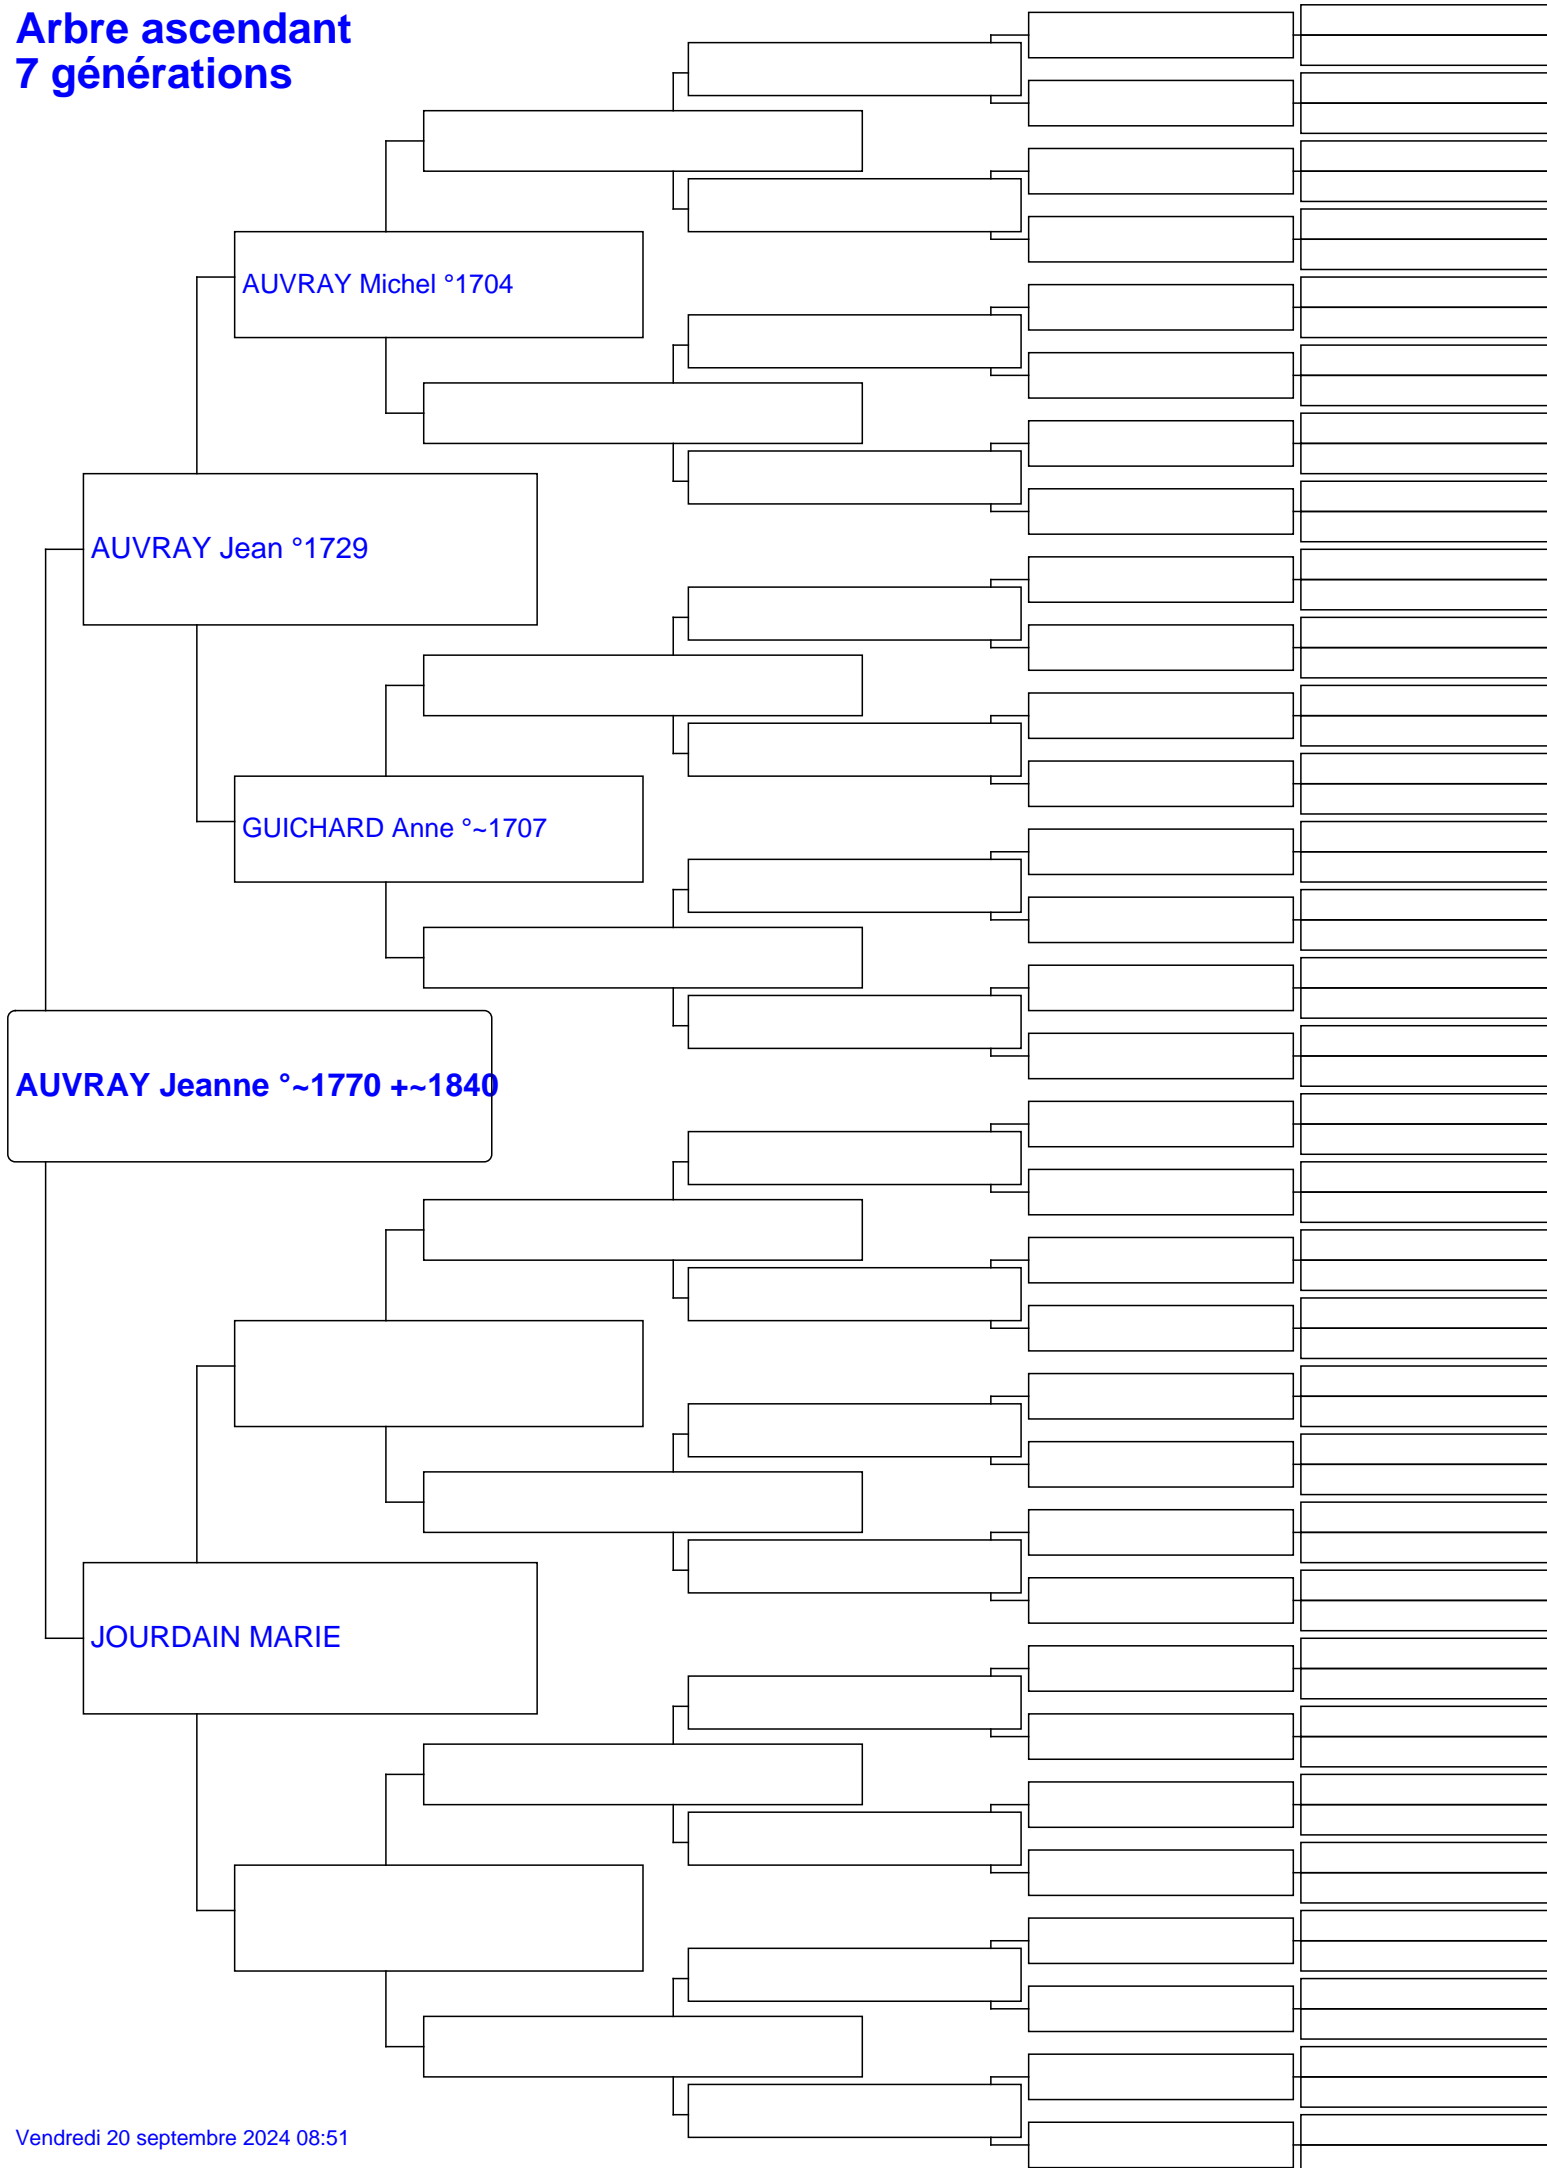 Arbre ascendant
7 générations
AUVRAY Michel °1704
AUVRAY Jean °1729
GUICHARD Anne °~1707
AUVRAY Jeanne °~1770 +~1840
JOURDAIN MARIE
Vendredi 20 septembre 2024 08:51